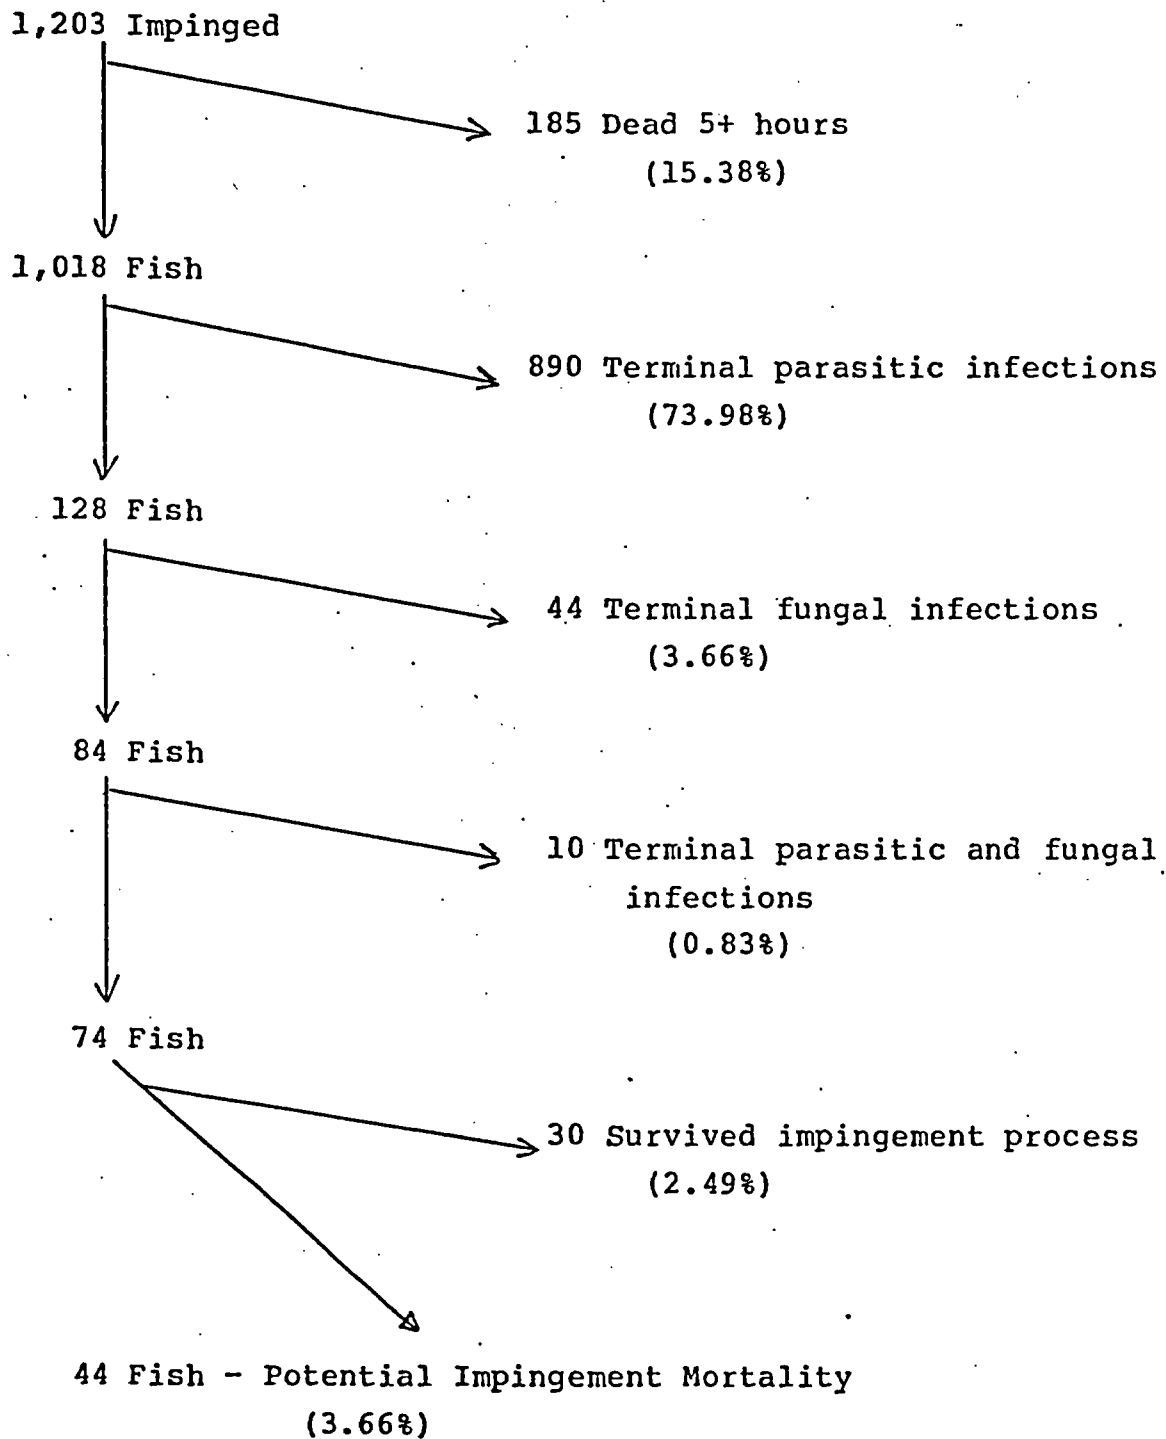 1,203 Impinged
185 Dead 5+ hours
(15.38%)
1,018 Fish
890 Terminal parasitic infections
(73.98%)
128 Fish
44 Terminal fungal infections
(3.66%)
84 Fish
10 Terminal parasitic and fungal
infections
(0.83%)
74 Fish
30 Survived impingement process
(2.49%)
44 Fish - Potential Impingement Mortality
(3.66%)